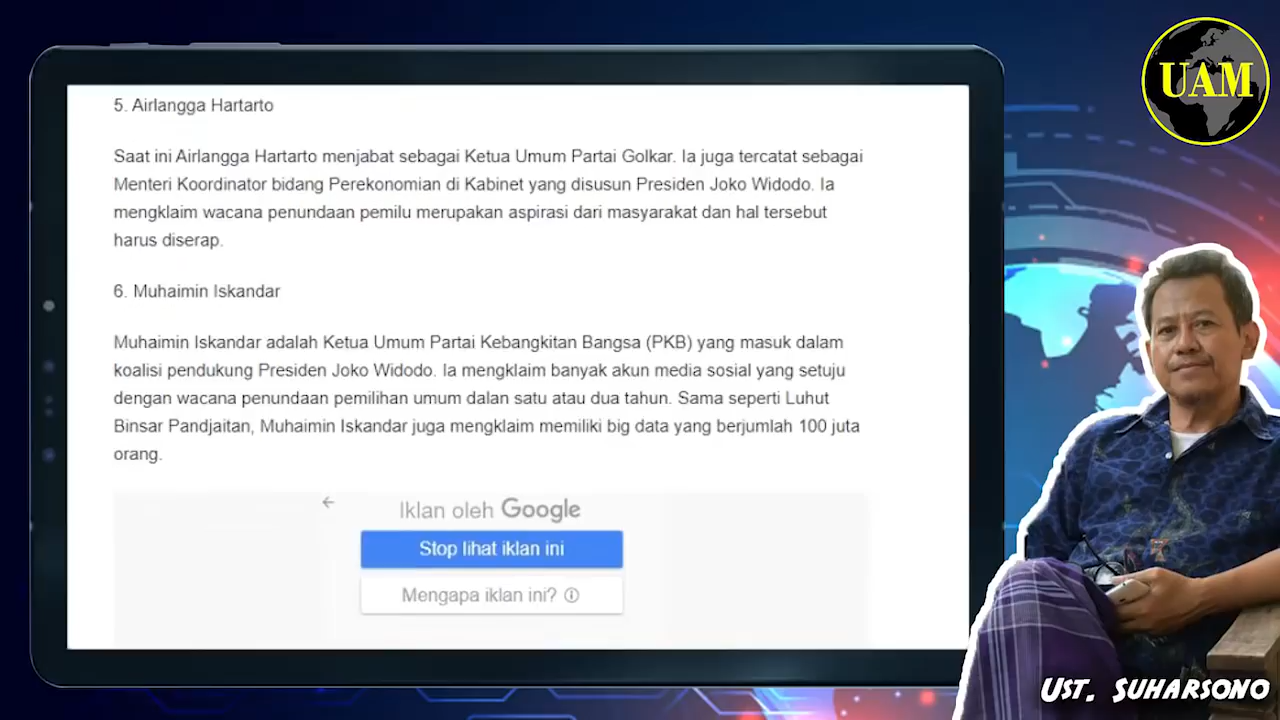 UAM
5. Airlangga Hartarto
Saat ini Airlangga Hartarto menjabat sebagai Ketua Umum Partai Golkar. Ia juga tercatat sebagai
Menteri Koordinator bidang Perekonomian di Kabinet yang disusun Presiden Joko Widodo. Ia
mengklaim wacana penundaan pemilu merupakan aspirasi dari masyarakat dan hal tersebut
harus diserap.
6. Muhaimin Iskandar
Muhaimin Iskandar adalah Ketua Umum Partai Kebangkitan Bangsa (PKB) yang masuk dalam
koalisi pendukung Presiden Joko Widodo. Ia mengklaim banyak akun media sosial yang setuju
dengan wacana penundaan pemilihan umum dalan satu atau dua tahun. Sama seperti Luhut
Binsar Pandjaitan, Muhaimin Iskandar juga mengklaim memiliki big data yang berjumlah 100 juta
orang.
Iklan oleh Google
Stop lihat iklan ini
Mengapa iklan ini?
UST. SUHARSONO